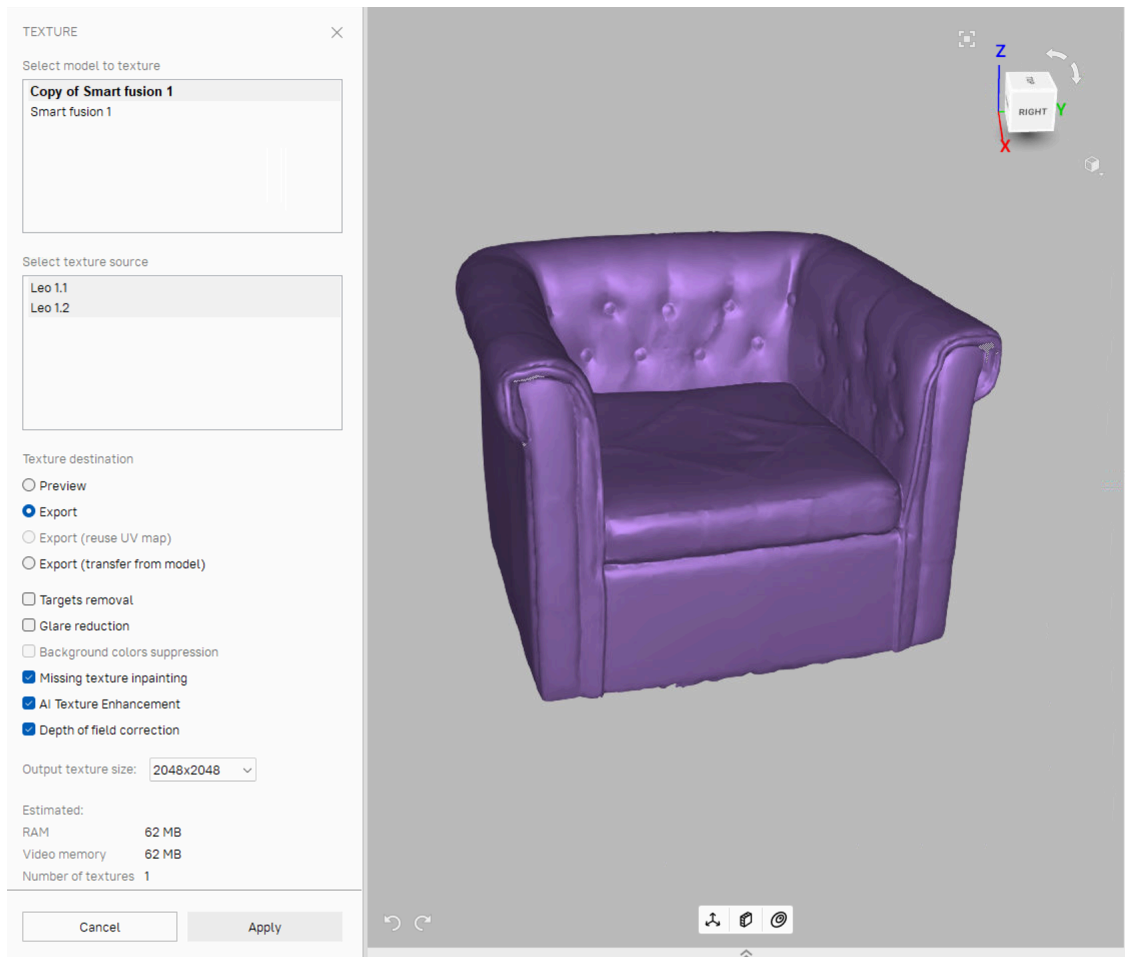 TEXTURE
Select model to texture
Copy of Smart fusion 1
Smart fusion 1
Select texture source
Leo 1.1
Leo 1.2
Texture destination
Preview
Export
Export (reuse UV map)
Export (transfer from model)
Targets removal
Glare reduction
Background colors suppression
Missing texture inpainting
AI Texture Enhancement
Depth of field correction
Output texture size: 2048x2048
Estimated:
RAM 62 MB
Video memory 62 MB
Number of textures 1
Cancel Apply
Z
RIGHT Y
X